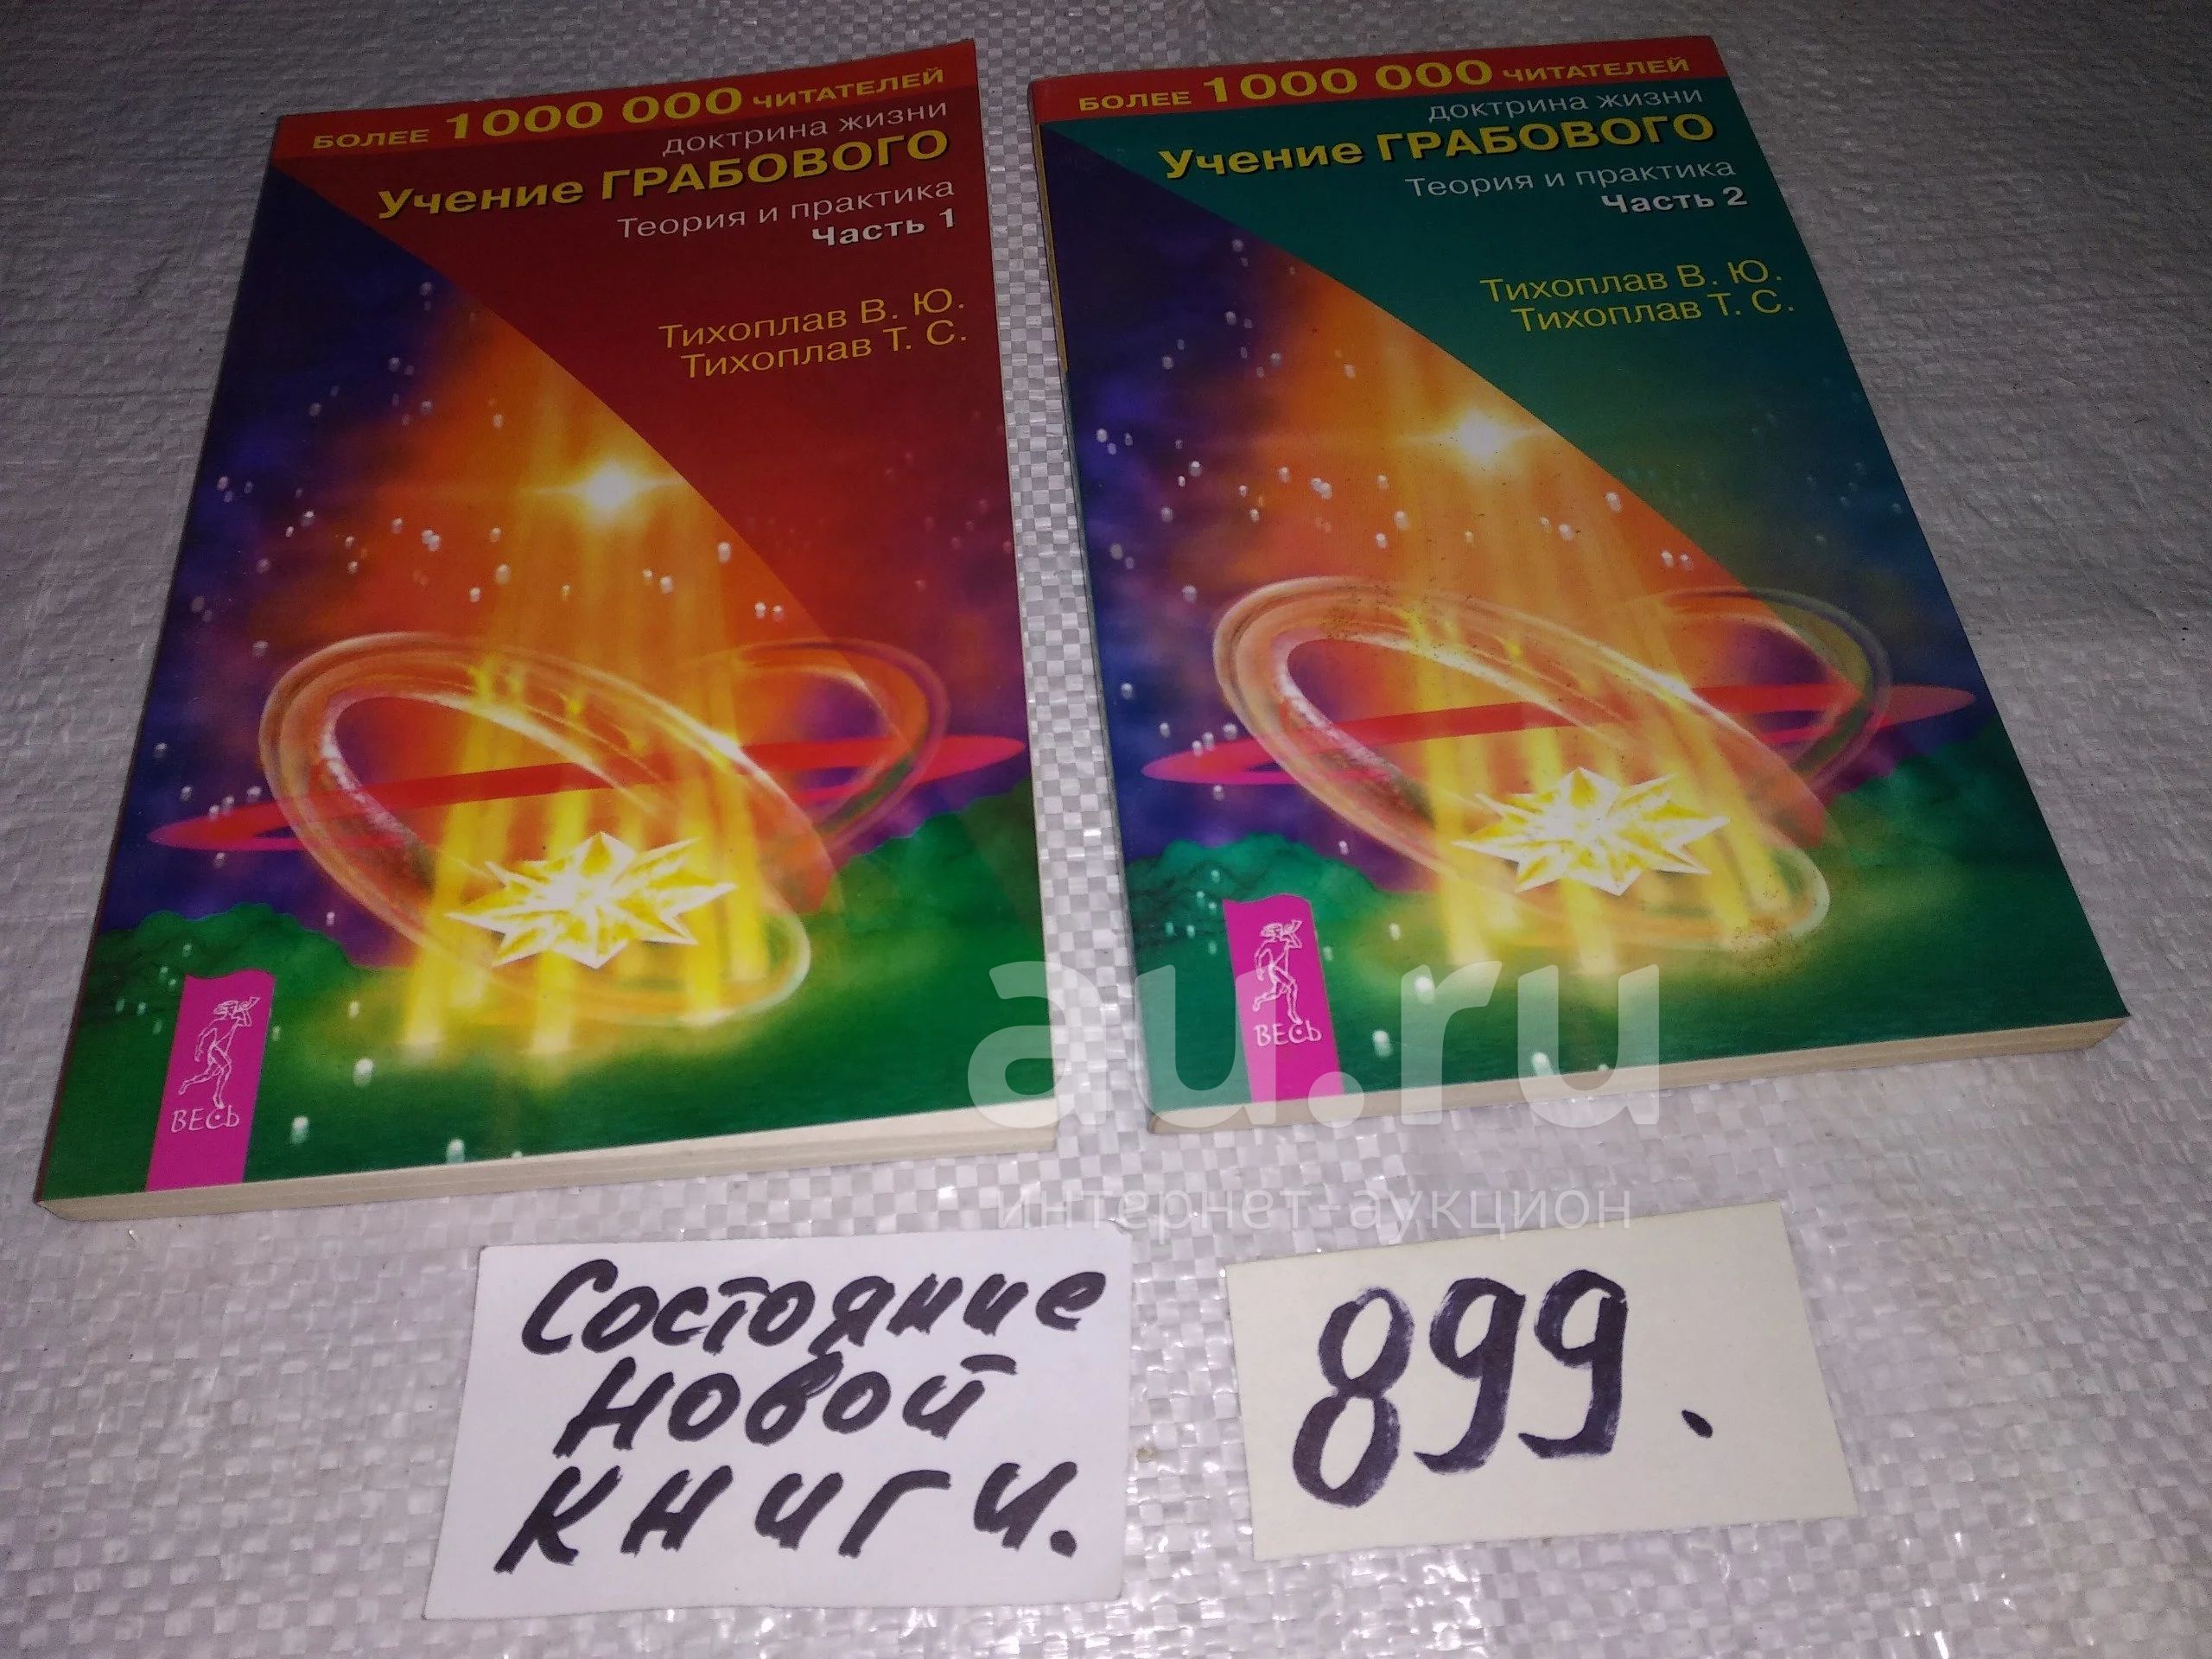 БОЛЕЕ 1000 000 ЧИТАТЕЛЕЙ
доктрина жизни
Учение ГРАБОВОГО
Теория и практика
Часть 1
Тихоплав В. Ю.
Тихоплав Т. С.
ВЕСЬ
БОЛЕЕ 1000 000 ЧИТАТЕЛЕЙ
доктрина жизни
Учение ГРАБОВОГО
Теория и практика
Часть 2
Тихоплав В. Ю.
Тихоплав Т. С.
ВЕСЬ
au.ru
интернет-аукцион
Состояние
новой
книги.
899.